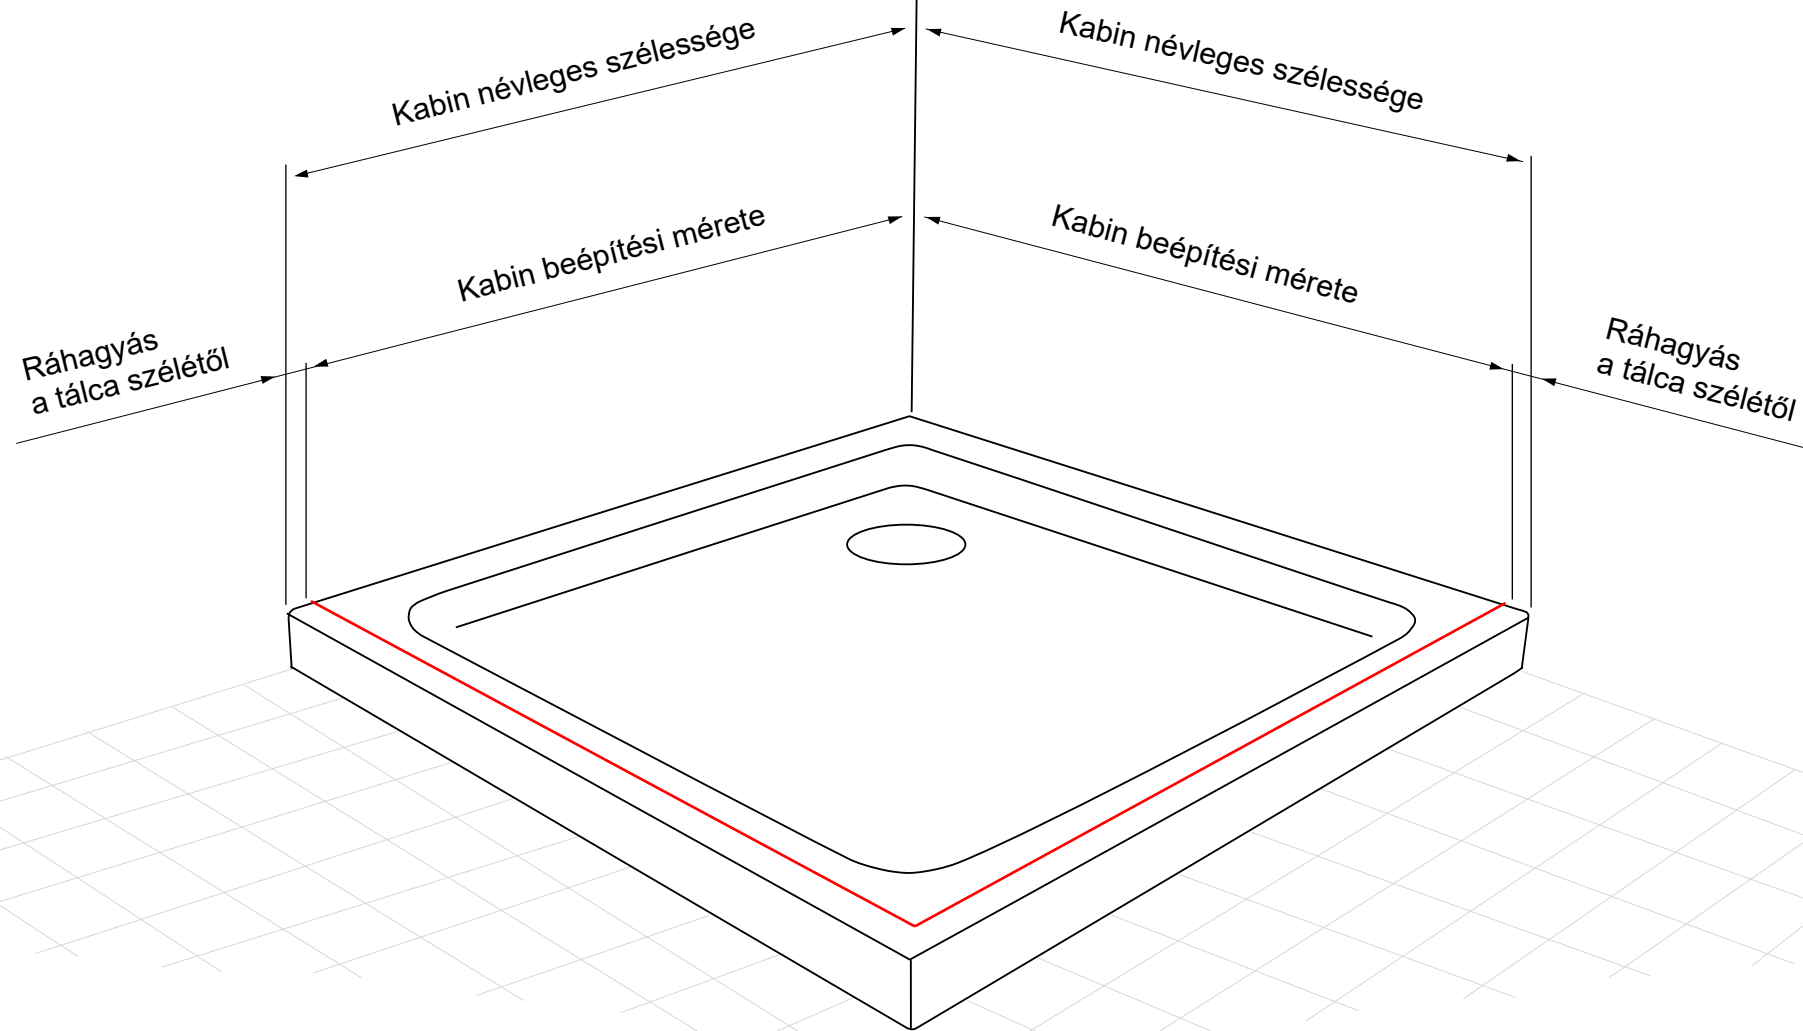 Kabin névleges szélessége
Kabin névleges szélessége
Kabin beépítési mérete
Kabin beépítési mérete
Ráhagyás
a tálca szélétől
Ráhagyás
a tálca szélétől